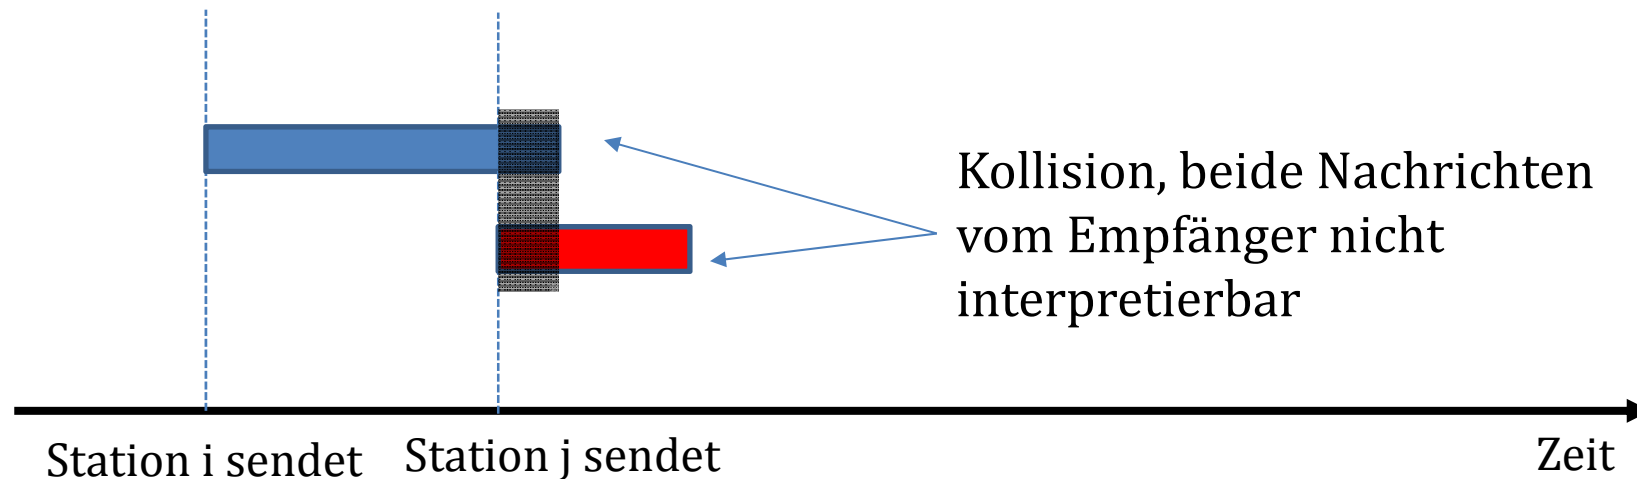 Kollision, beide Nachrichten
vom Empfänger nicht
interpretierbar
Station i sendet
Station j sendet
Zeit